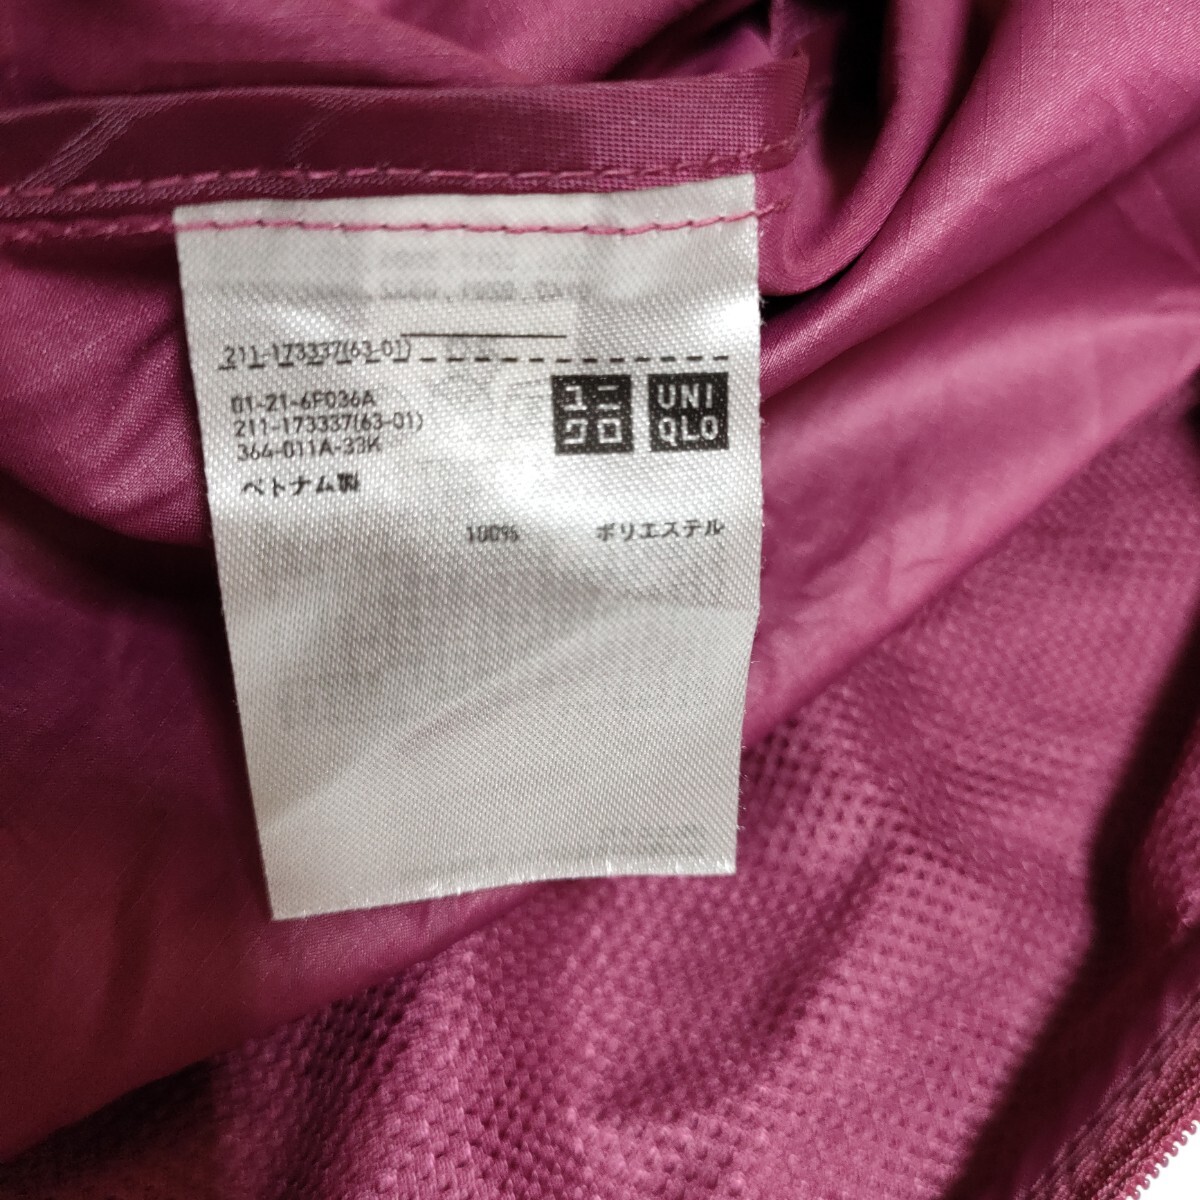 211-173337(63-01)
01-21-6F036A
211-173337(63-01)
364-011A-33K
ベトナム製
ユニクロ
UNIQLO
100% ポリエステル